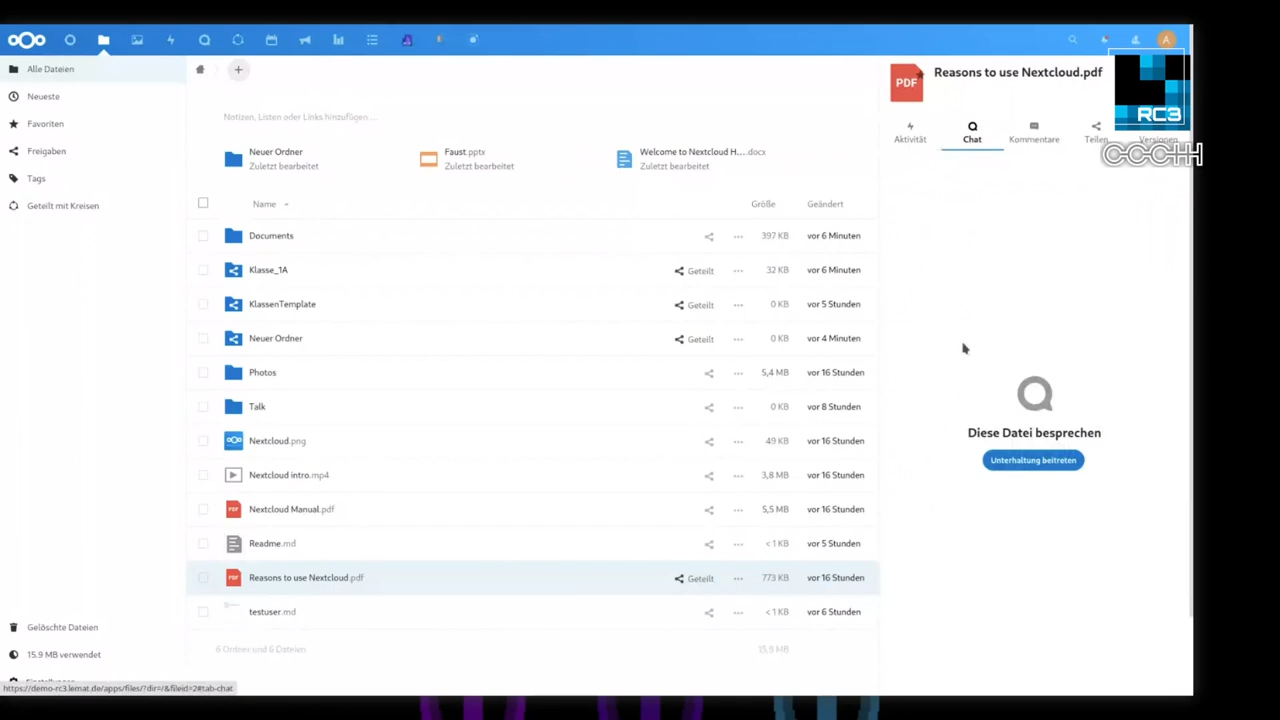 A
Alle Dateien
Neueste
Favoriten
Freigaben
Tags
Geteilt mit Kreisen
Gelöschte Dateien
15.9 MB verwendet
Einstellungen
https://demo-rc3.lemat.de/apps/files/?dir=/&fileid=2#tab-chat
+
Notizen, Listen oder Links hinzufügen ...
Neuer Ordner
Zuletzt bearbeitet
Faust.pptx
Zuletzt bearbeitet
Welcome to Nextcloud H....docx
Zuletzt bearbeitet
Name Größe Geändert
Documents ... 397 KB vor 6 Minuten
Klasse_1A Geteilt ... 32 KB vor 6 Minuten
KlassenTemplate Geteilt ... 0 KB vor 5 Stunden
Neuer Ordner Geteilt ... 0 KB vor 4 Minuten
Photos ... 5,4 MB vor 16 Stunden
Talk ... 0 KB vor 8 Stunden
Nextcloud.png ... 49 KB vor 16 Stunden
Nextcloud intro.mp4 ... 3,8 MB vor 16 Stunden
PDF Nextcloud Manual.pdf ... 5,5 MB vor 16 Stunden
Readme.md ... < 1 KB vor 5 Stunden
PDF Reasons to use Nextcloud.pdf Geteilt ... 773 KB vor 16 Stunden
testuser.md ... < 1 KB vor 6 Stunden
6 Ordner und 6 Dateien 15,9 MB
PDF Reasons to use Nextcloud.pdf
Aktivität Chat Kommentare Teilen Versionen
Diese Datei besprechen
Unterhaltung beitreten
RC3
CCCHH